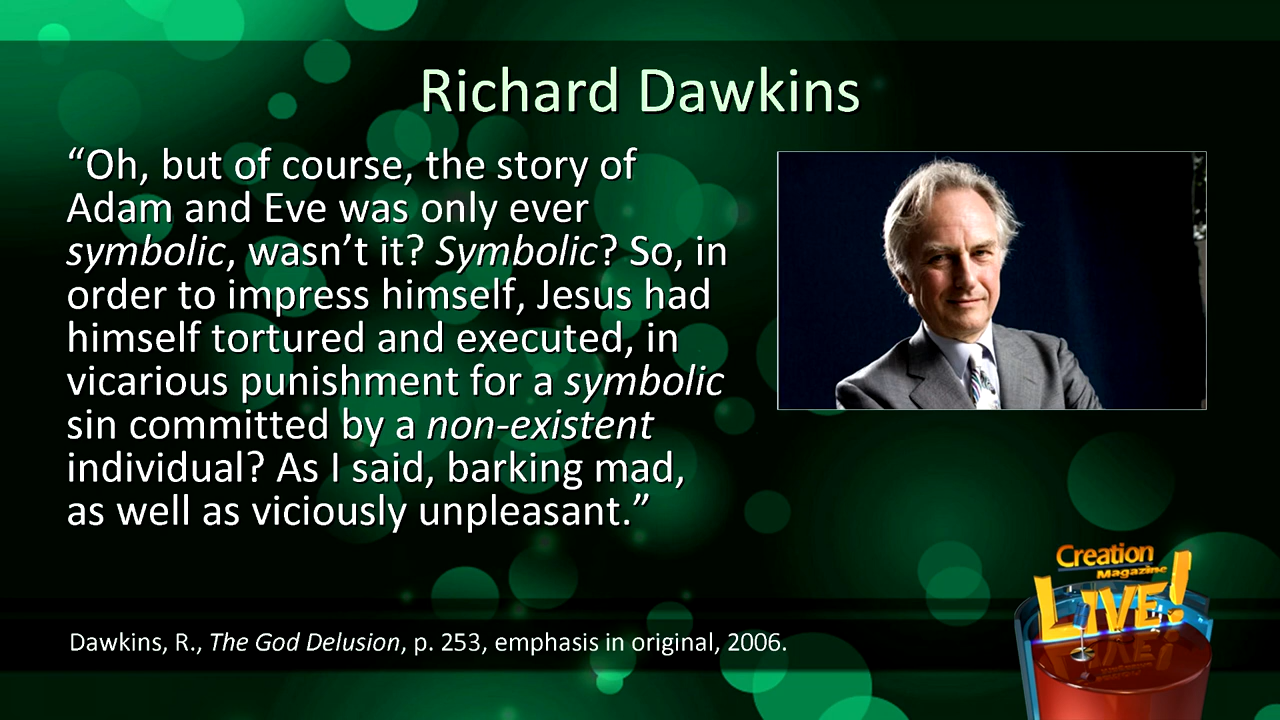 Richard Dawkins
“Oh, but of course, the story of
Adam and Eve was only ever
symbolic, wasn’t it? Symbolic? So, in
order to impress himself, Jesus had
himself tortured and executed, in
vicarious punishment for a symbolic
sin committed by a non-existent
individual? As I said, barking mad,
as well as viciously unpleasant.”
Creation
Magazine
LIVE!
Dawkins, R., The God Delusion, p. 253, emphasis in original, 2006.